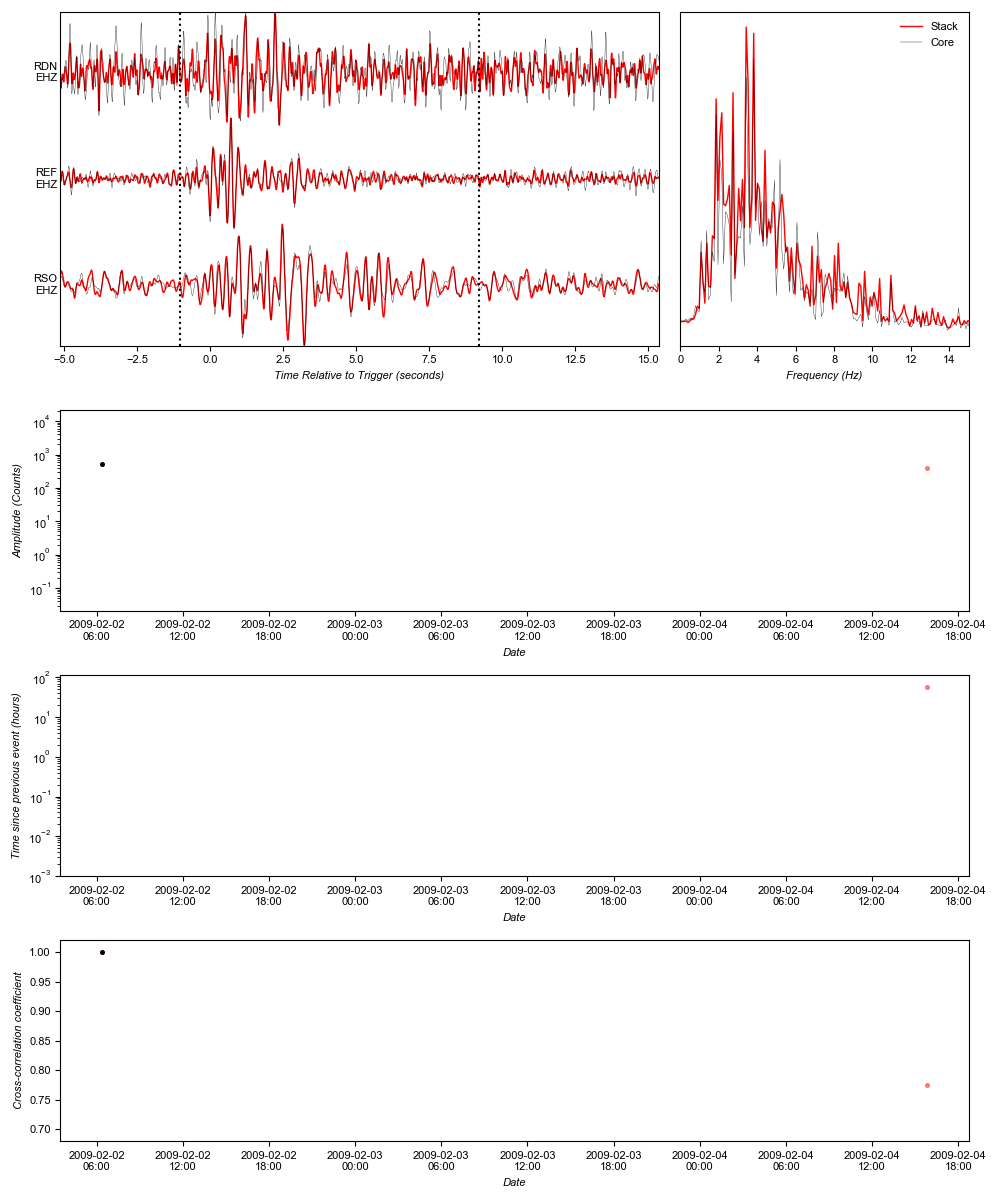 RDN
EHZ
REF
EHZ
RSO
EHZ
−5.0 −2.5 0.0 2.5 5.0 7.5 10.0 12.5 15.0
Time Relative to Trigger (seconds)
Stack
Core
0 2 4 6 8 10 12 14
Frequency (Hz)
10⁴
10³
10²
10¹
10⁰
10⁻¹
Amplitude (Counts)
2009-02-02 2009-02-02 2009-02-02 2009-02-03 2009-02-03 2009-02-03 2009-02-03 2009-02-04 2009-02-04 2009-02-04 2009-02-04
06:00 12:00 18:00 00:00 06:00 12:00 18:00 00:00 06:00 12:00 18:00
Date
10²
10¹
10⁰
10⁻¹
10⁻²
10⁻³
Time since previous event (hours)
2009-02-02 2009-02-02 2009-02-02 2009-02-03 2009-02-03 2009-02-03 2009-02-03 2009-02-04 2009-02-04 2009-02-04 2009-02-04
06:00 12:00 18:00 00:00 06:00 12:00 18:00 00:00 06:00 12:00 18:00
Date
1.00
0.95
0.90
0.85
0.80
0.75
0.70
Cross-correlation coefficient
2009-02-02 2009-02-02 2009-02-02 2009-02-03 2009-02-03 2009-02-03 2009-02-03 2009-02-04 2009-02-04 2009-02-04 2009-02-04
06:00 12:00 18:00 00:00 06:00 12:00 18:00 00:00 06:00 12:00 18:00
Date